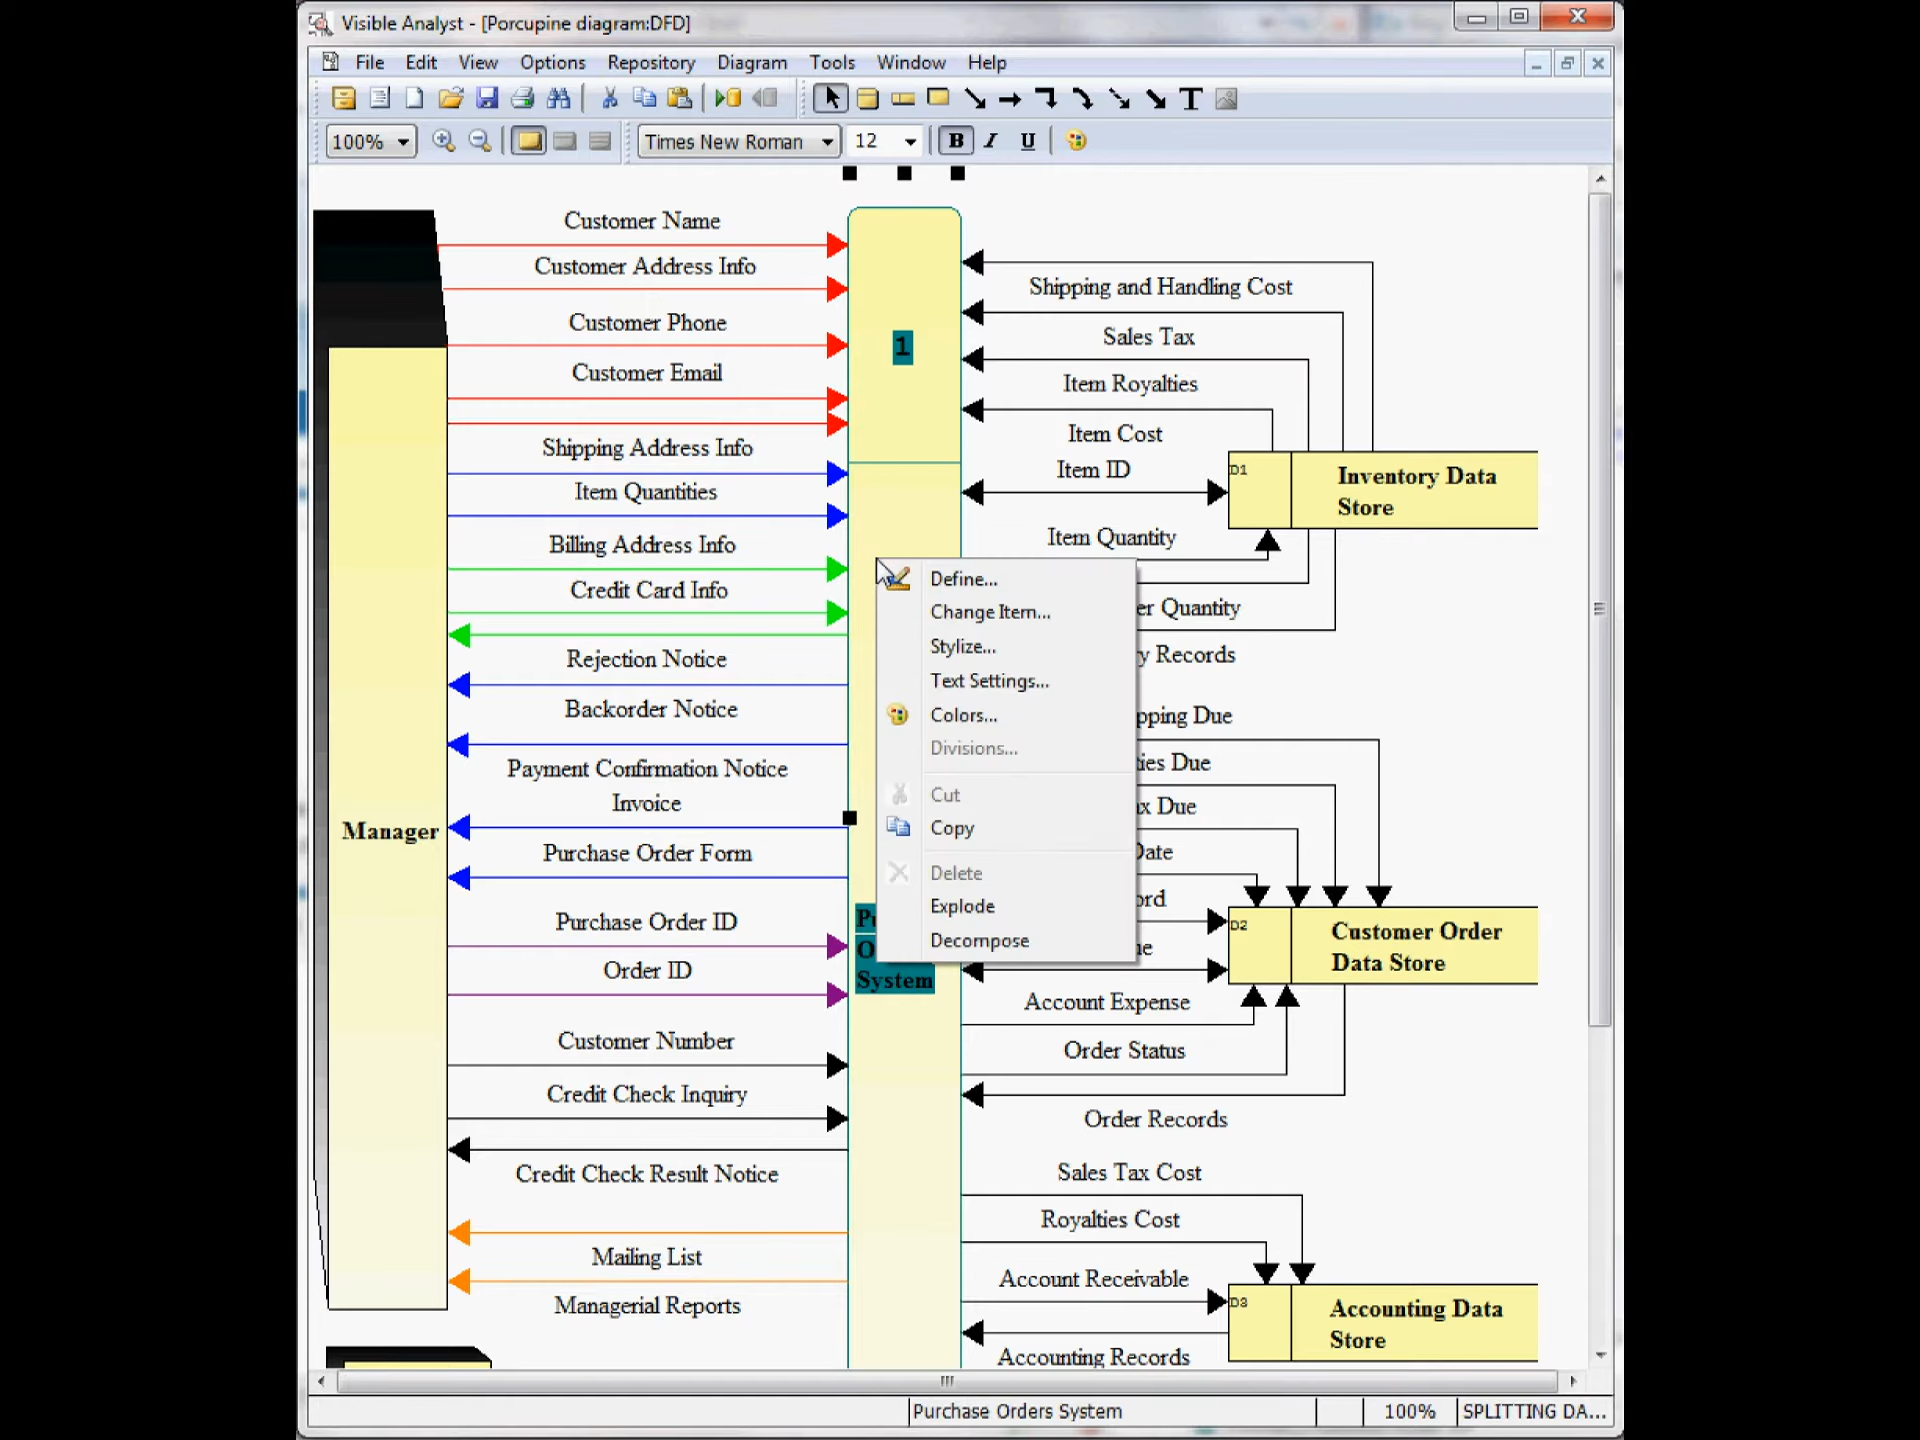 Visible Analyst - [Porcupine diagram:DFD]
File Edit View Options Repository Diagram Tools Window Help
T
100% Times New Roman 12 B I U
Customer Name
Customer Address Info
Customer Phone
Customer Email
Shipping Address Info
Item Quantities
Billing Address Info
Credit Card Info
Rejection Notice
Backorder Notice
Payment Confirmation Notice
Invoice
Manager
Purchase Order Form
Purchase Order ID
Order ID
Customer Number
Credit Check Inquiry
Credit Check Result Notice
Mailing List
Managerial Reports
1
O
System
Define...
Change Item...
Stylize...
Text Settings...
Colors...
Divisions...
Cut
Copy
Delete
Explode
Decompose
Shipping and Handling Cost
Sales Tax
Item Royalties
Item Cost
Item ID
D1
Inventory Data
Store
Item Quantity
er Quantity
y Records
pping Due
ties Due
x Due
Date
ord
D2
Customer Order
Data Store
Account Expense
Order Status
Order Records
Sales Tax Cost
Royalties Cost
Account Receivable
D3
Accounting Data
Store
Accounting Records
Purchase Orders System 100% SPLITTING DA...